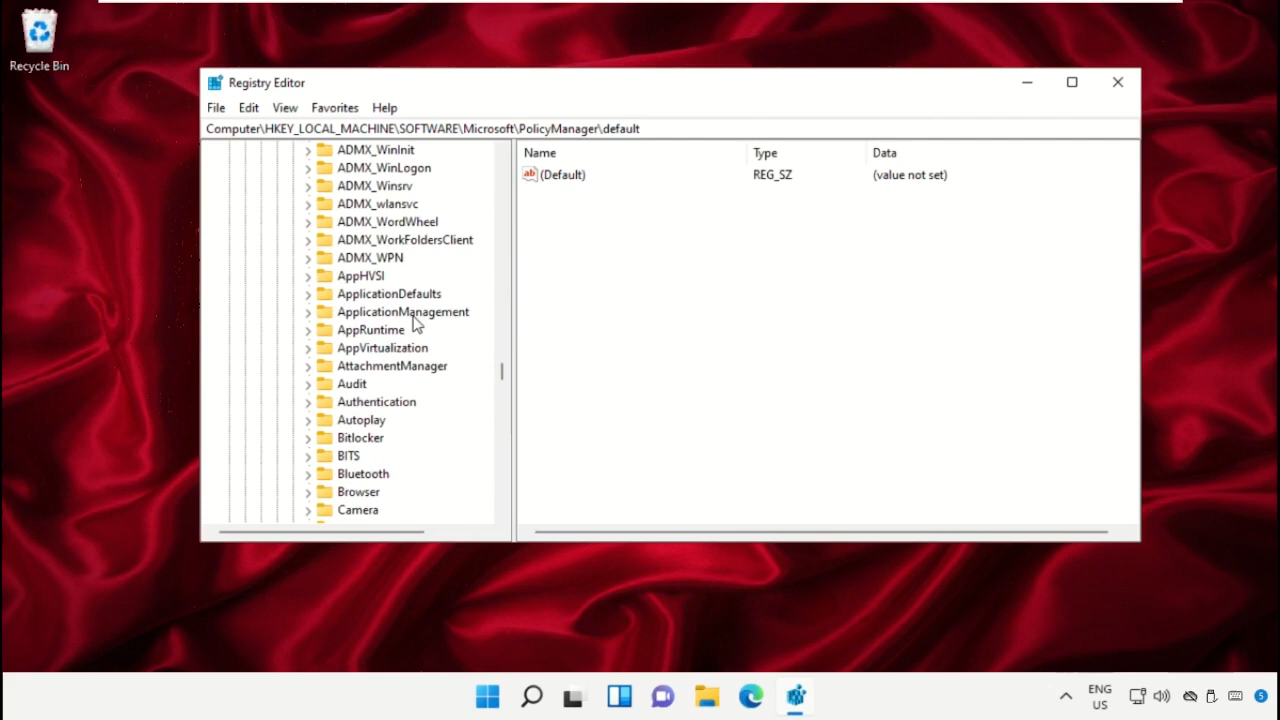 Recycle Bin
Registry Editor
File Edit View Favorites Help
Computer\HKEY_LOCAL_MACHINE\SOFTWARE\Microsoft\PolicyManager\default
ADMX_WinInit
ADMX_WinLogon
ADMX_Winsrv
ADMX_wlansvc
ADMX_WordWheel
ADMX_WorkFoldersClient
ADMX_WPN
AppHVSI
ApplicationDefaults
ApplicationManagement
AppRuntime
AppVirtualization
AttachmentManager
Audit
Authentication
Autoplay
Bitlocker
BITS
Bluetooth
Browser
Camera
Name Type Data
ab (Default) REG_SZ (value not set)
ENG
US
5